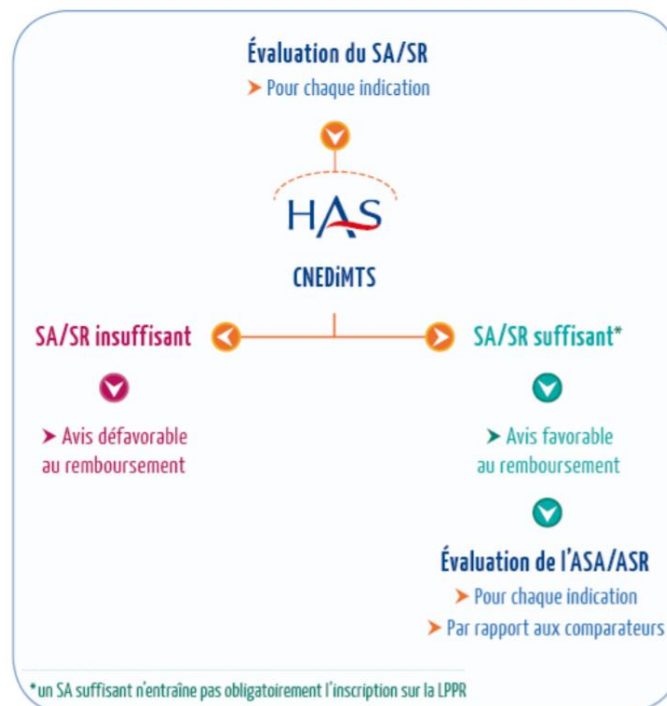 Évaluation du SA/SR
➤ Pour chaque indication
HAS
CNEDiMTS
SA/SR insuffisant
SA/SR suffisant*
➤ Avis défavorable
au remboursement
➤ Avis favorable
au remboursement
Évaluation de l'ASA/ASR
➤ Pour chaque indication
➤ Par rapport aux comparateurs
*un SA suffisant n'entraîne pas obligatoirement l'inscription sur la LPPR